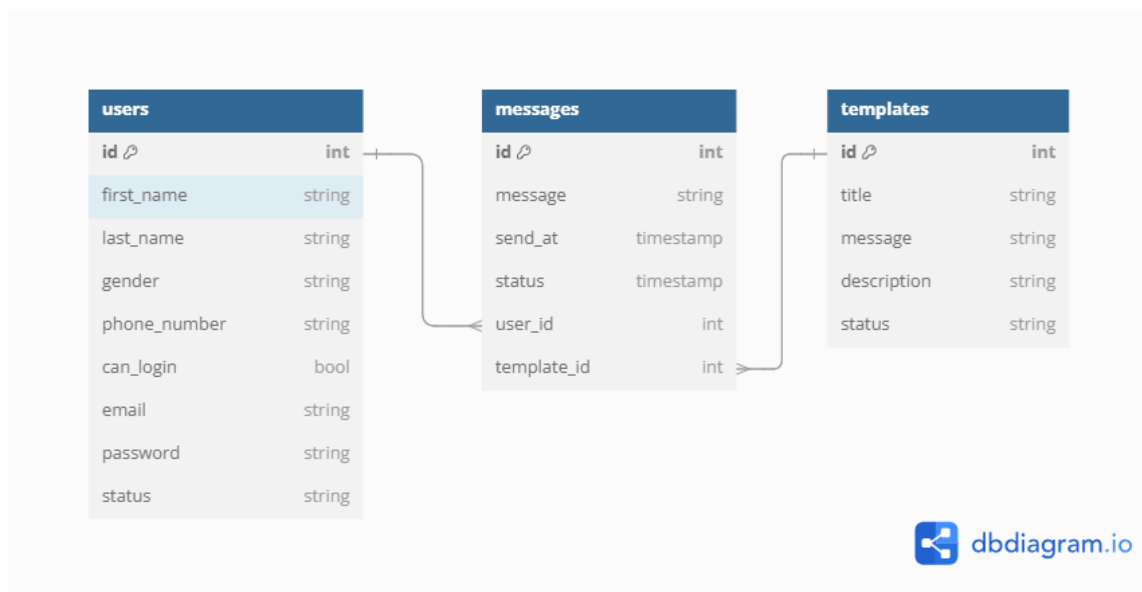 users
id int
first_name string
last_name string
gender string
phone_number string
can_login bool
email string
password string
status string
messages
id int
message string
send_at timestamp
status timestamp
user_id int
template_id int
templates
id int
title string
message string
description string
status string
dbdiagram.io